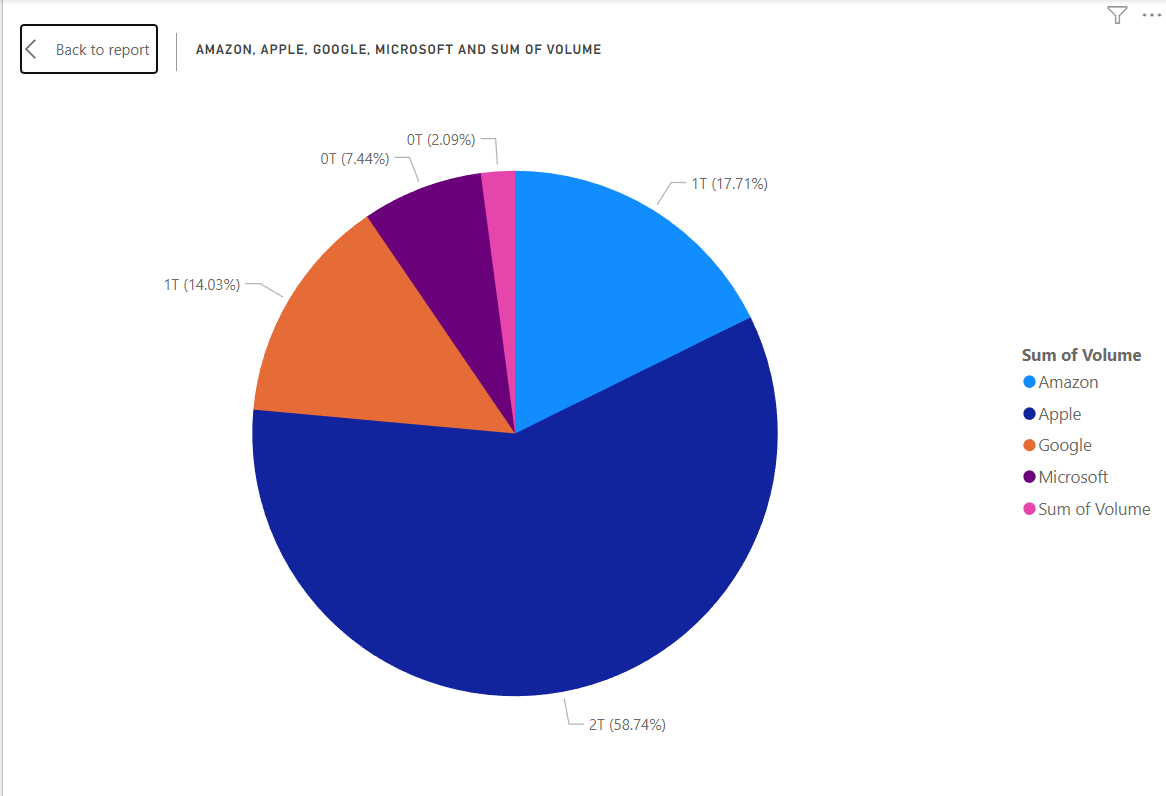 Back to report
AMAZON, APPLE, GOOGLE, MICROSOFT AND SUM OF VOLUME
0T (2.09%)
0T (7.44%)
1T (17.71%)
1T (14.03%)
2T (58.74%)
Sum of Volume
Amazon
Apple
Google
Microsoft
Sum of Volume